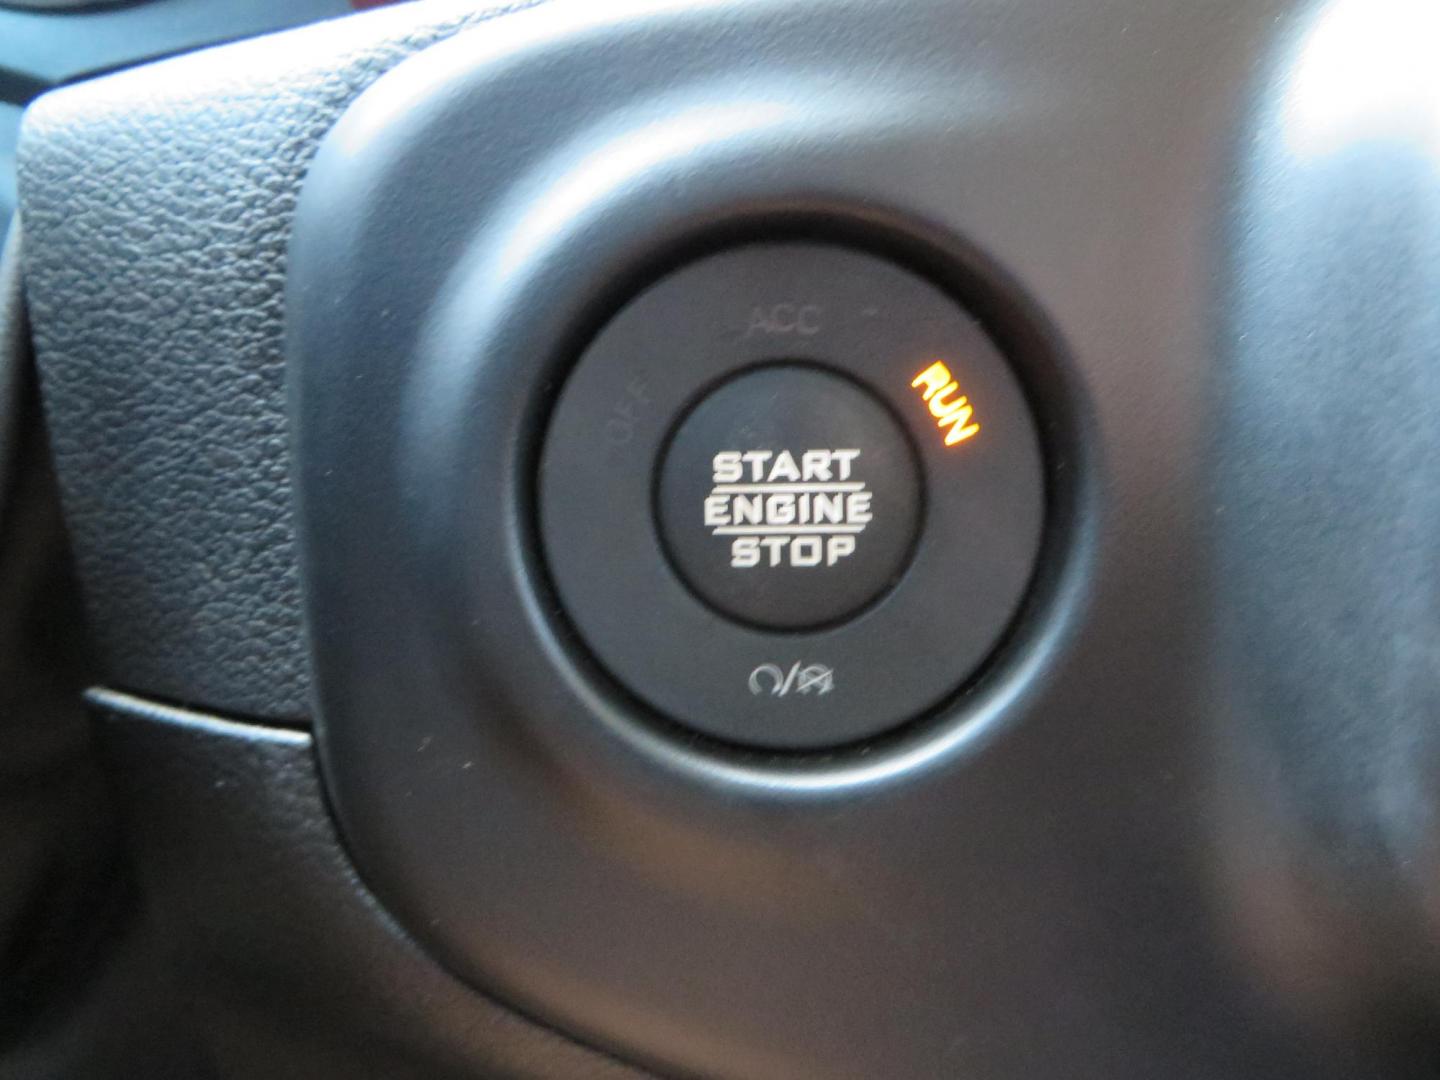 ACC
OFF
RUN
START
ENGINE
STOP